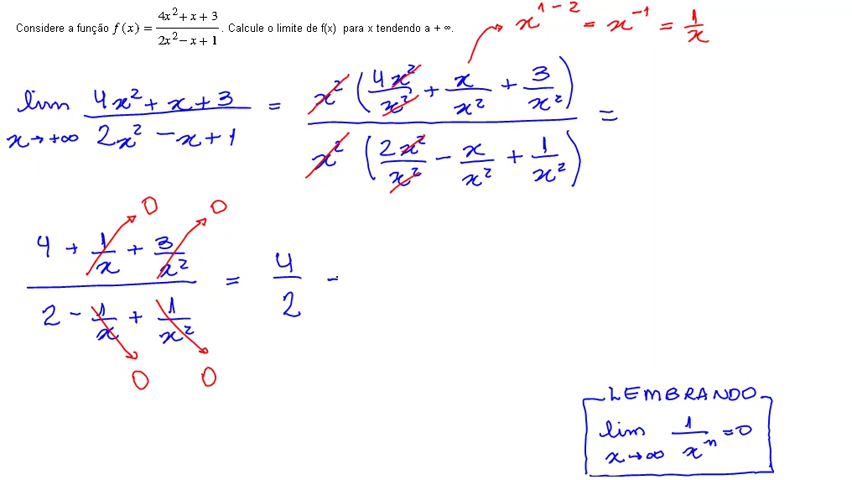 Considere a função f(x) = (4x²+x+3)/(2x²−x+1). Calcule o limite de f(x) para x tendendo a + ∞.
x^(1−2) = x^(−1) = 1/x
lim x→+∞ (4x²+x+3)/(2x²−x+1) = x²(4x²/x² + x/x² + 3/x²) / x²(2x²/x² − x/x² + 1/x²) =
0 0
(4 + 1/x + 3/x²)/(2 − 1/x + 1/x²) = 4/2 −
0 0
LEMBRANDO
lim x→∞ 1/xⁿ = 0